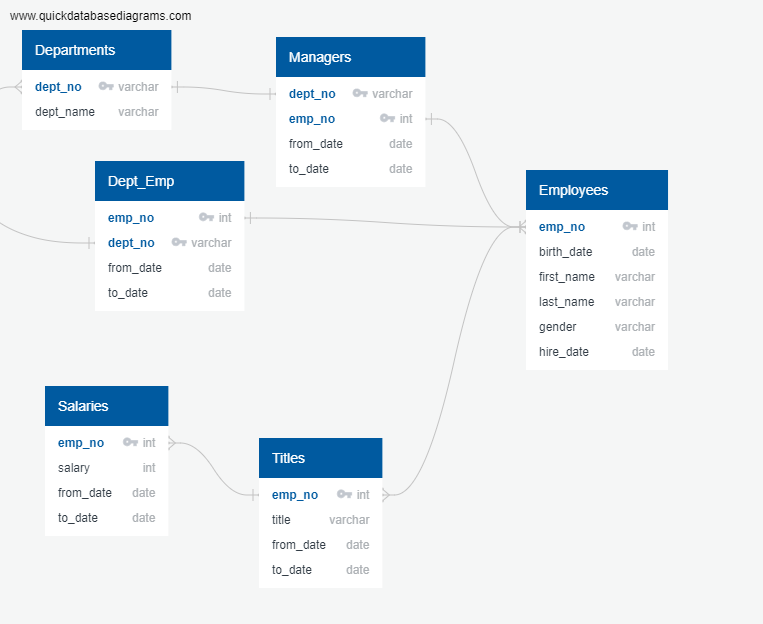 www.quickdatabasediagrams.com
Departments
dept_no varchar
dept_name varchar
Managers
dept_no varchar
emp_no int
from_date date
to_date date
Dept_Emp
emp_no int
dept_no varchar
from_date date
to_date date
Employees
emp_no int
birth_date date
first_name varchar
last_name varchar
gender varchar
hire_date date
Salaries
emp_no int
salary int
from_date date
to_date date
Titles
emp_no int
title varchar
from_date date
to_date date